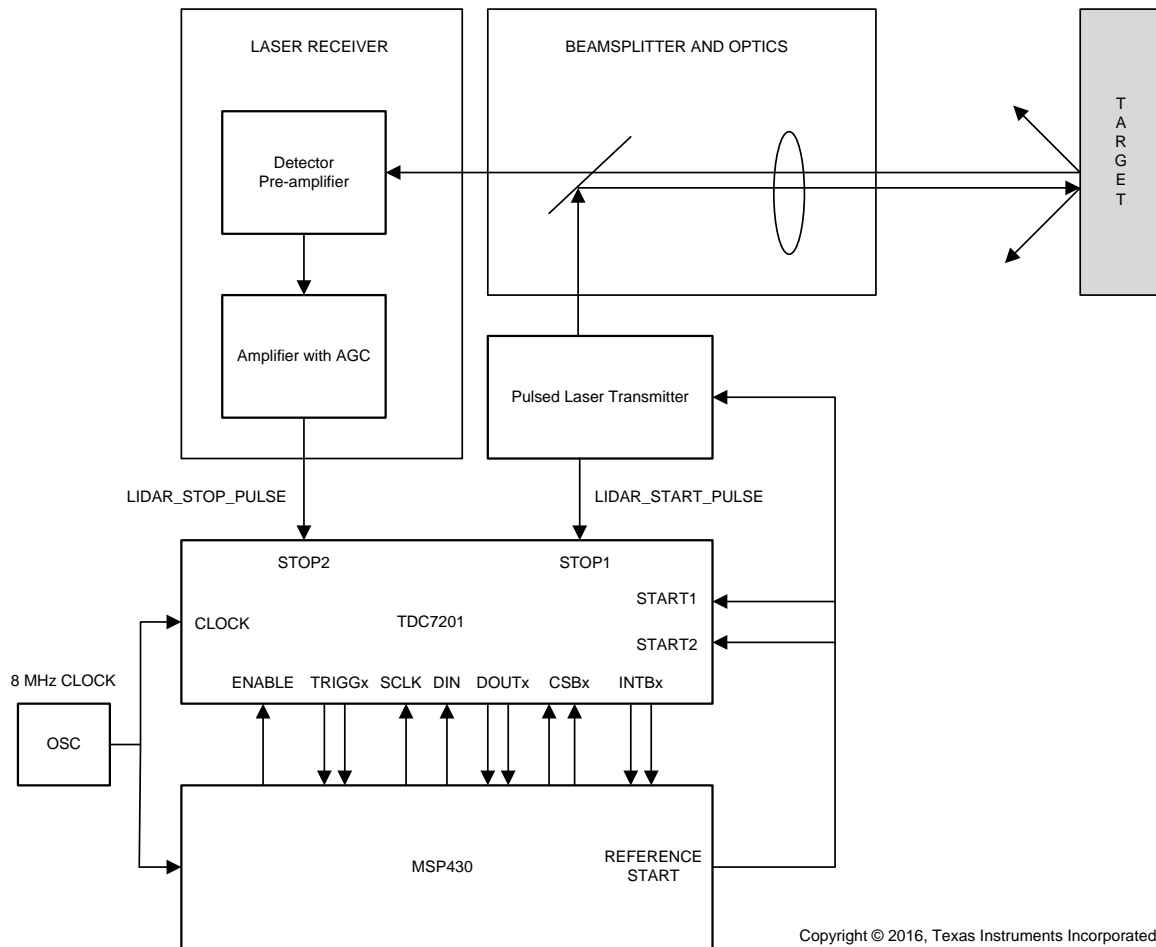 LASER RECEIVER
BEAMSPLITTER AND OPTICS
TARGET
Detector
Pre-amplifier
Amplifier with AGC
Pulsed Laser Transmitter
LIDAR_STOP_PULSE
LIDAR_START_PULSE
STOP2
STOP1
START1
CLOCK
TDC7201
START2
8 MHz CLOCK
ENABLE
TRIGGx
SCLK
DIN
DOUTx
CSBx
INTBx
OSC
MSP430
REFERENCE
START
Copyright © 2016, Texas Instruments Incorporated